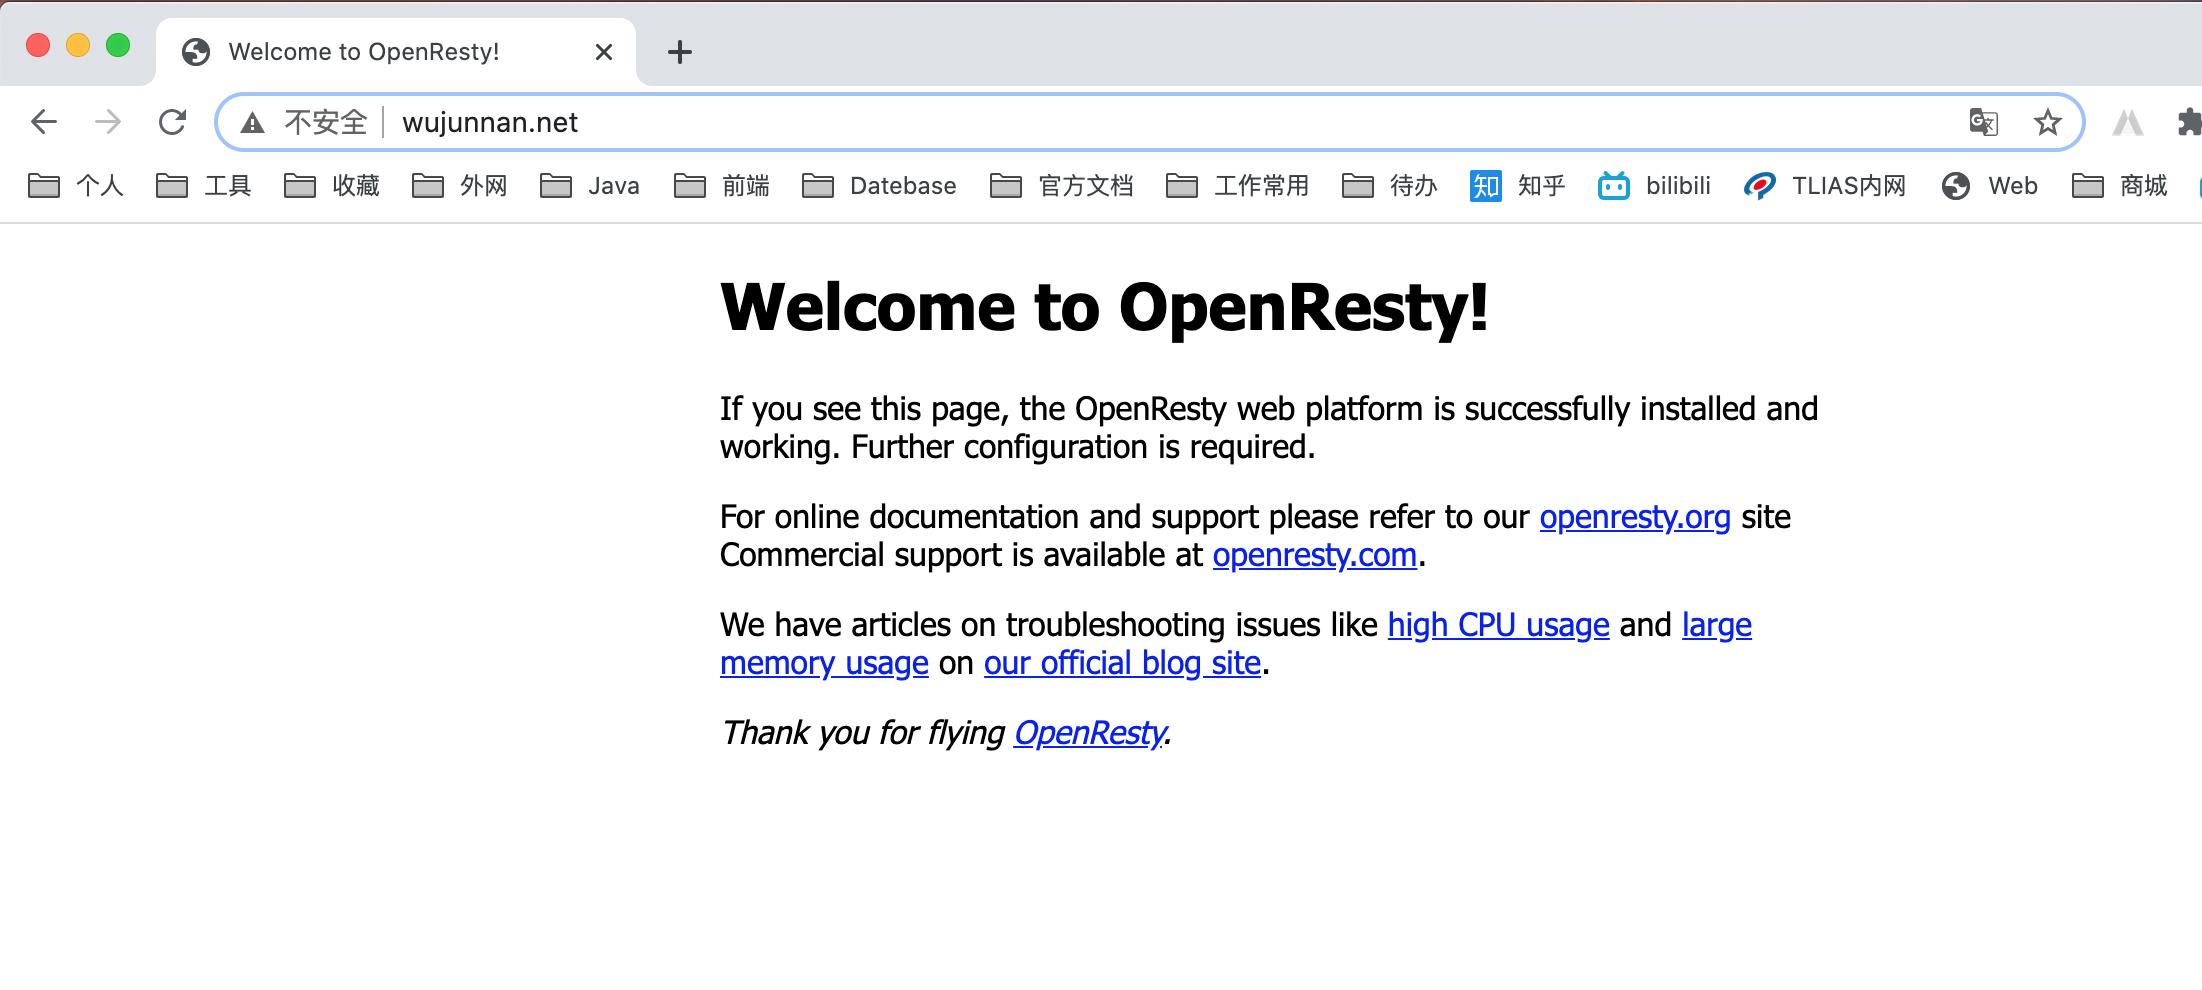 Welcome to OpenResty!
不安全 wujunnan.net
个人 工具 收藏 外网 Java 前端 Datebase 官方文档 工作常用 待办 知 知乎 bilibili TLIAS内网 Web 商城
Welcome to OpenResty!
If you see this page, the OpenResty web platform is successfully installed and
working. Further configuration is required.
For online documentation and support please refer to our openresty.org site
Commercial support is available at openresty.com.
We have articles on troubleshooting issues like high CPU usage and large
memory usage on our official blog site.
Thank you for flying OpenResty.